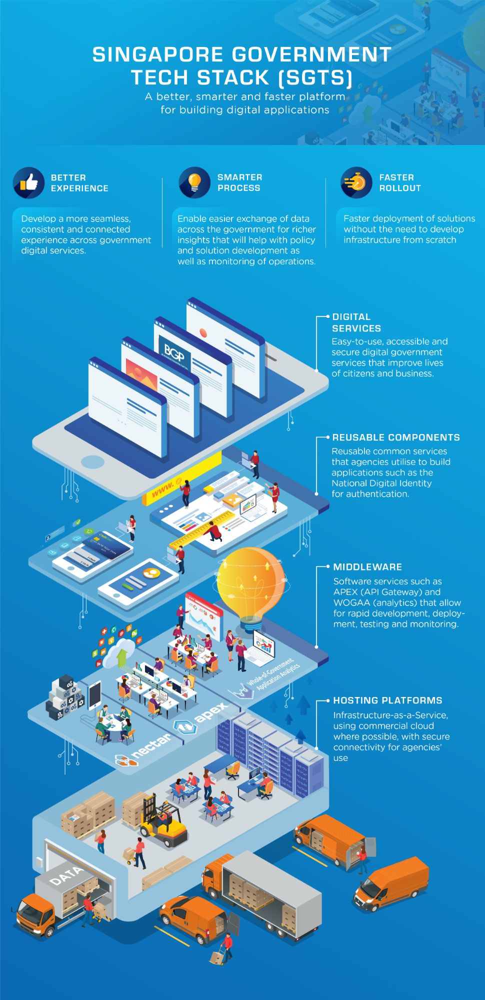 SINGAPORE GOVERNMENT
TECH STACK (SGTS)
A better, smarter and faster platform
for building digital applications
BETTER
EXPERIENCE
Develop a more seamless,
consistent and connected
experience across government
digital services.
SMARTER
PROCESS
Enable easier exchange of data
across the government for richer
insights that will help with policy
and solution development as
well as monitoring of operations.
FASTER
ROLLOUT
Faster deployment of solutions
without the need to develop
infrastructure from scratch
BGP
DIGITAL
SERVICES
Easy-to-use, accessible and
secure digital government
services that improve lives
of citizens and business.
REUSABLE COMPONENTS
Reusable common services
that agencies utilise to build
applications such as the
National Digital Identity
for authentication.
www.
MIDDLEWARE
Software services such as
APEX (API Gateway) and
WOGAA (analytics) that allow
for rapid development, deploy-
ment, testing and monitoring.
Whole-of-Government
Application Analytics
apex
nectar
HOSTING PLATFORMS
Infrastructure-as-a-Service,
using commercial cloud
where possible, with secure
connectivity for agencies'
use
DATA